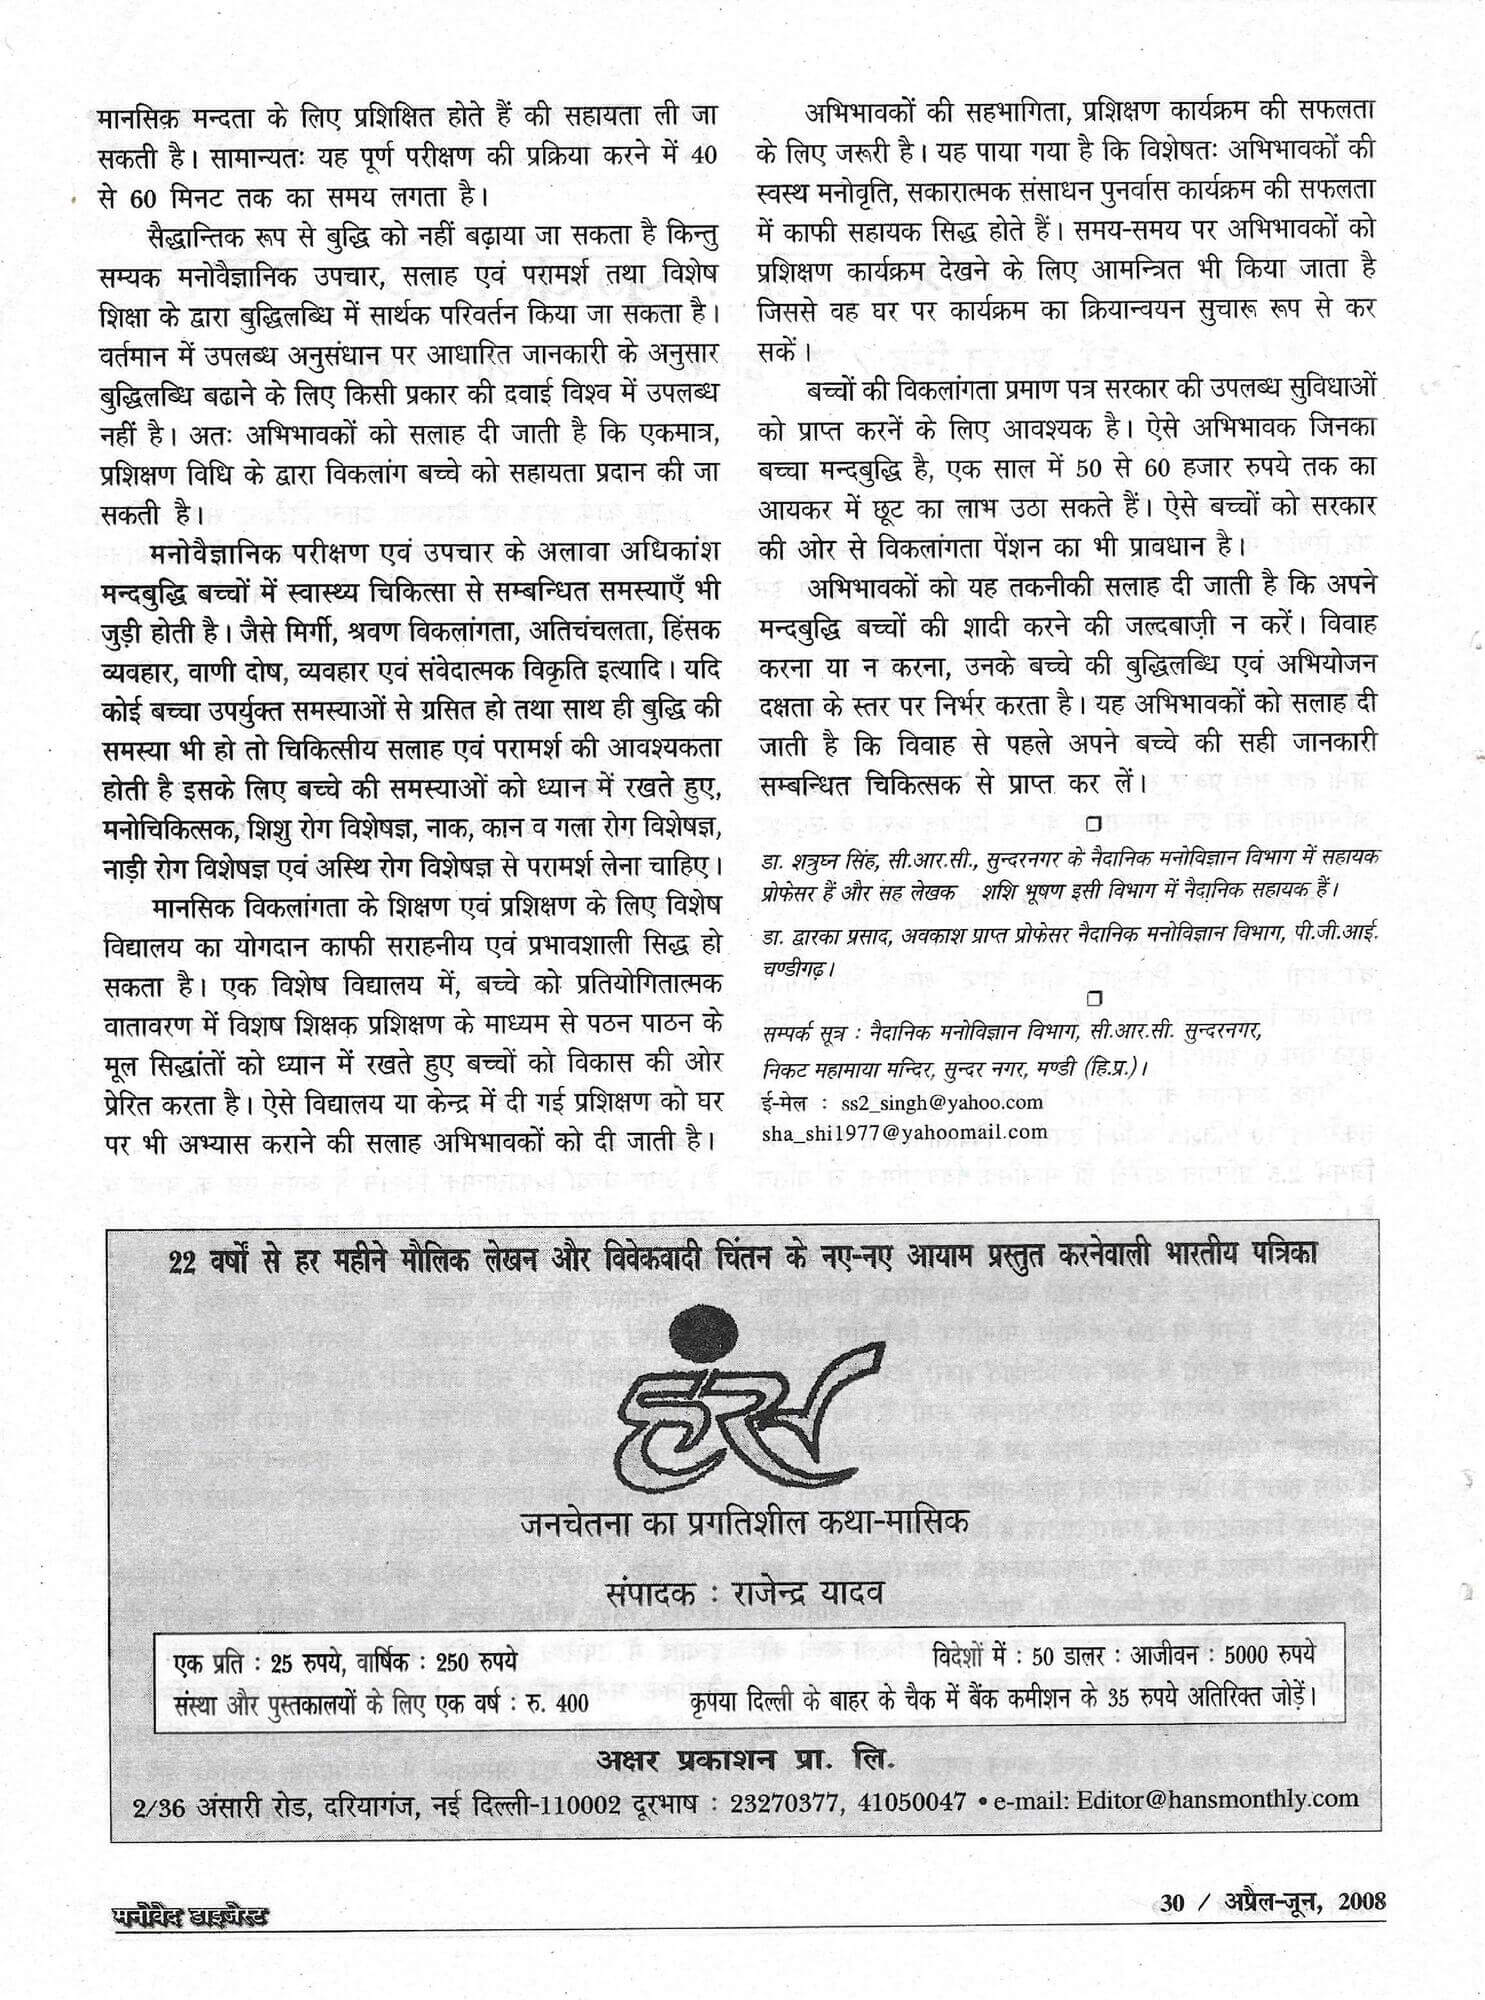 मानसिक मन्दता के लिए प्रशिक्षित होते हैं की सहायता ली जा
सकती है। सामान्यतः यह पूर्ण परीक्षण की प्रक्रिया करने में 40
से 60 मिनट तक का समय लगता है।
सैद्धान्तिक रूप से बुद्धि को नहीं बढ़ाया जा सकता है किन्तु
सम्यक मनोवैज्ञानिक उपचार, सलाह एवं परामर्श तथा विशेष
शिक्षा के द्वारा बुद्धिलब्धि में सार्थक परिवर्तन किया जा सकता है।
वर्तमान में उपलब्ध अनुसंधान पर आधारित जानकारी के अनुसार
बुद्धिलब्धि बढाने के लिए किसी प्रकार की दवाई विश्व में उपलब्ध
नहीं है। अतः अभिभावकों को सलाह दी जाती है कि एकमात्र,
प्रशिक्षण विधि के द्वारा विकलांग बच्चे को सहायता प्रदान की जा
सकती है।
मनोवैज्ञानिक परीक्षण एवं उपचार के अलावा अधिकांश
मन्दबुद्धि बच्चों में स्वास्थ्य चिकित्सा से सम्बन्धित समस्याएँ भी
जुड़ी होती है। जैसे मिर्गी, श्रवण विकलांगता, अतिचंचलता, हिंसक
व्यवहार, वाणी दोष, व्यवहार एवं संवेदात्मक विकृति इत्यादि। यदि
कोई बच्चा उपर्युक्त समस्याओं से ग्रसित हो तथा साथ ही बुद्धि की
समस्या भी हो तो चिकित्सीय सलाह एवं परामर्श की आवश्यकता
होती है इसके लिए बच्चे की समस्याओं को ध्यान में रखते हुए,
मनोचिकित्सक, शिशु रोग विशेषज्ञ, नाक, कान व गला रोग विशेषज्ञ,
नाड़ी रोग विशेषज्ञ एवं अस्थि रोग विशेषज्ञ से परामर्श लेना चाहिए।
मानसिक विकलांगता के शिक्षण एवं प्रशिक्षण के लिए विशेष
विद्यालय का योगदान काफी सराहनीय एवं प्रभावशाली सिद्ध हो
सकता है। एक विशेष विद्यालय में, बच्चे को प्रतियोगितात्मक
वातावरण में विशष शिक्षक प्रशिक्षण के माध्यम से पठन पाठन के
मूल सिद्धांतों को ध्यान में रखते हुए बच्चों को विकास की ओर
प्रेरित करता है। ऐसे विद्यालय या केन्द्र में दी गई प्रशिक्षण को घर
पर भी अभ्यास कराने की सलाह अभिभावकों को दी जाती है।
अभिभावकों की सहभागिता, प्रशिक्षण कार्यक्रम की सफलता
के लिए जरूरी है। यह पाया गया है कि विशेषतः अभिभावकों की
स्वस्थ मनोवृति, सकारात्मक संसाधन पुनर्वास कार्यक्रम की सफलता
में काफी सहायक सिद्ध होते हैं। समय-समय पर अभिभावकों को
प्रशिक्षण कार्यक्रम देखने के लिए आमन्त्रित भी किया जाता है
जिससे वह घर पर कार्यक्रम का क्रियान्वयन सुचारू रूप से कर
सकें।
बच्चों की विकलांगता प्रमाण पत्र सरकार की उपलब्ध सुविधाओं
को प्राप्त करनें के लिए आवश्यक है। ऐसे अभिभावक जिनका
बच्चा मन्दबुद्धि है, एक साल में 50 से 60 हजार रुपये तक का
आयकर में छूट का लाभ उठा सकते हैं। ऐसे बच्चों को सरकार
की ओर से विकलांगता पेंशन का भी प्रावधान है।
अभिभावकों को यह तकनीकी सलाह दी जाती है कि अपने
मन्दबुद्धि बच्चों की शादी करने की जल्दबाज़ी न करें। विवाह
करना या न करना, उनके बच्चे की बुद्धिलब्धि एवं अभियोजन
दक्षता के स्तर पर निर्भर करता है। यह अभिभावकों को सलाह दी
जाती है कि विवाह से पहले अपने बच्चे की सही जानकारी
सम्बन्धित चिकित्सक से प्राप्त कर लें।
डा. शत्रुघ्न सिंह, सी.आर.सी., सुन्दरनगर के नैदानिक मनोविज्ञान विभाग में सहायक
प्रोफेसर हैं और सह लेखक शशि भूषण इसी विभाग में नैदानिक सहायक हैं।
डा. द्वारका प्रसाद, अवकाश प्राप्त प्रोफेसर नैदानिक मनोविज्ञान विभाग, पी.जी.आई.
चण्डीगढ़।
सम्पर्क सूत्र : नैदानिक मनोविज्ञान विभाग, सी.आर.सी. सुन्दरनगर,
निकट महामाया मन्दिर, सुन्दर नगर, मण्डी (हि.प्र.)।
ई-मेल : ss2_singh@yahoo.com
sha_shi1977@yahoomail.com
22 वर्षों से हर महीने मौलिक लेखन और विवेकवादी चिंतन के नए-नए आयाम प्रस्तुत करनेवाली भारतीय पत्रिका
हंस
जनचेतना का प्रगतिशील कथा-मासिक
संपादक : राजेन्द्र यादव
एक प्रति : 25 रुपये, वार्षिक : 250 रुपये विदेशों में : 50 डालर : आजीवन : 5000 रुपये
संस्था और पुस्तकालयों के लिए एक वर्ष : रु. 400 कृपया दिल्ली के बाहर के चैक में बैंक कमीशन के 35 रुपये अतिरिक्त जोड़ें।
अक्षर प्रकाशन प्रा. लि.
2/36 अंसारी रोड, दरियागंज, नई दिल्ली-110002 दूरभाष : 23270377, 41050047 • e-mail: Editor@hansmonthly.com
मनोवेद डाइजेस्ट 30 / अप्रैल-जून, 2008